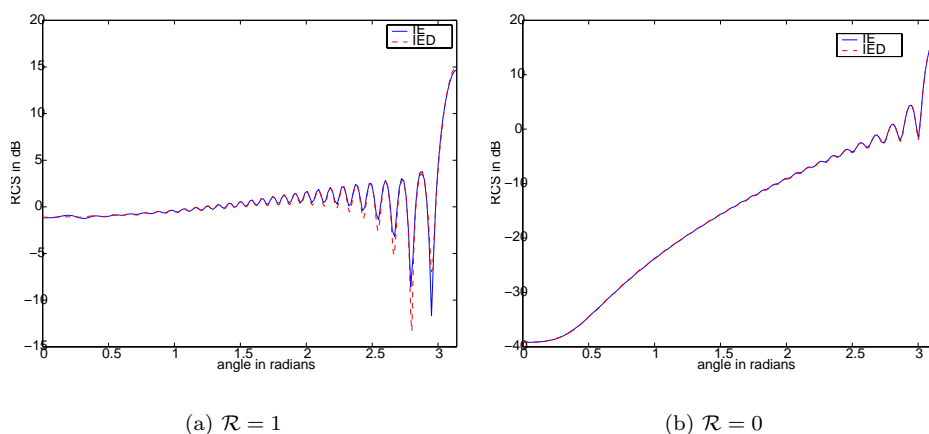 20
15
10
5
0
−5
−10
−15
RCS in dB
IE
IED
0
0.5
1
1.5
2
2.5
3
angle in radians
(a) R = 1
20
10
0
−10
−20
−30
−40
RCS in dB
IE
IED
0
0.5
1
1.5
2
2.5
3
angle in radians
(b) R = 0